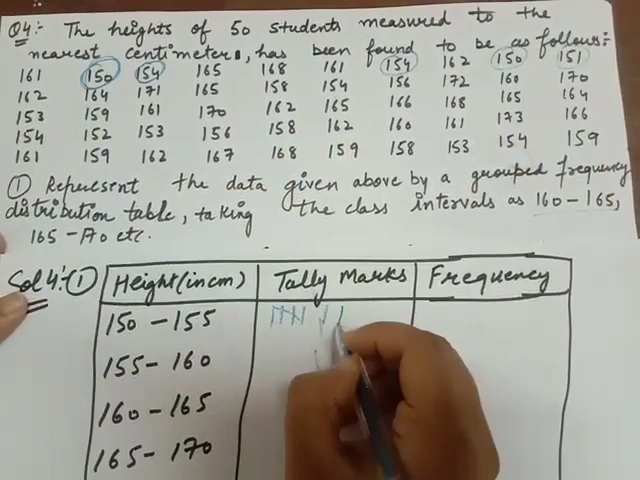 Q4: The heights of 50 students measured to the
nearest centimeter, has been found to be as follows:
161 150 154 165 168 161 154 162 150 151
162 164 171 165 158 154 156 172 160 170
153 159 161 170 162 165 166 168 165 164
154 152 153 156 158 162 160 161 173 166
161 159 162 167 168 159 158 153 154 159
① Represent the data given above by a grouped frequency
distribution table, taking the class intervals as 160-165,
165-170 etc.
Sol4:① Height(in cm) Tally Marks Frequency
150-155
155-160
160-165
165-170